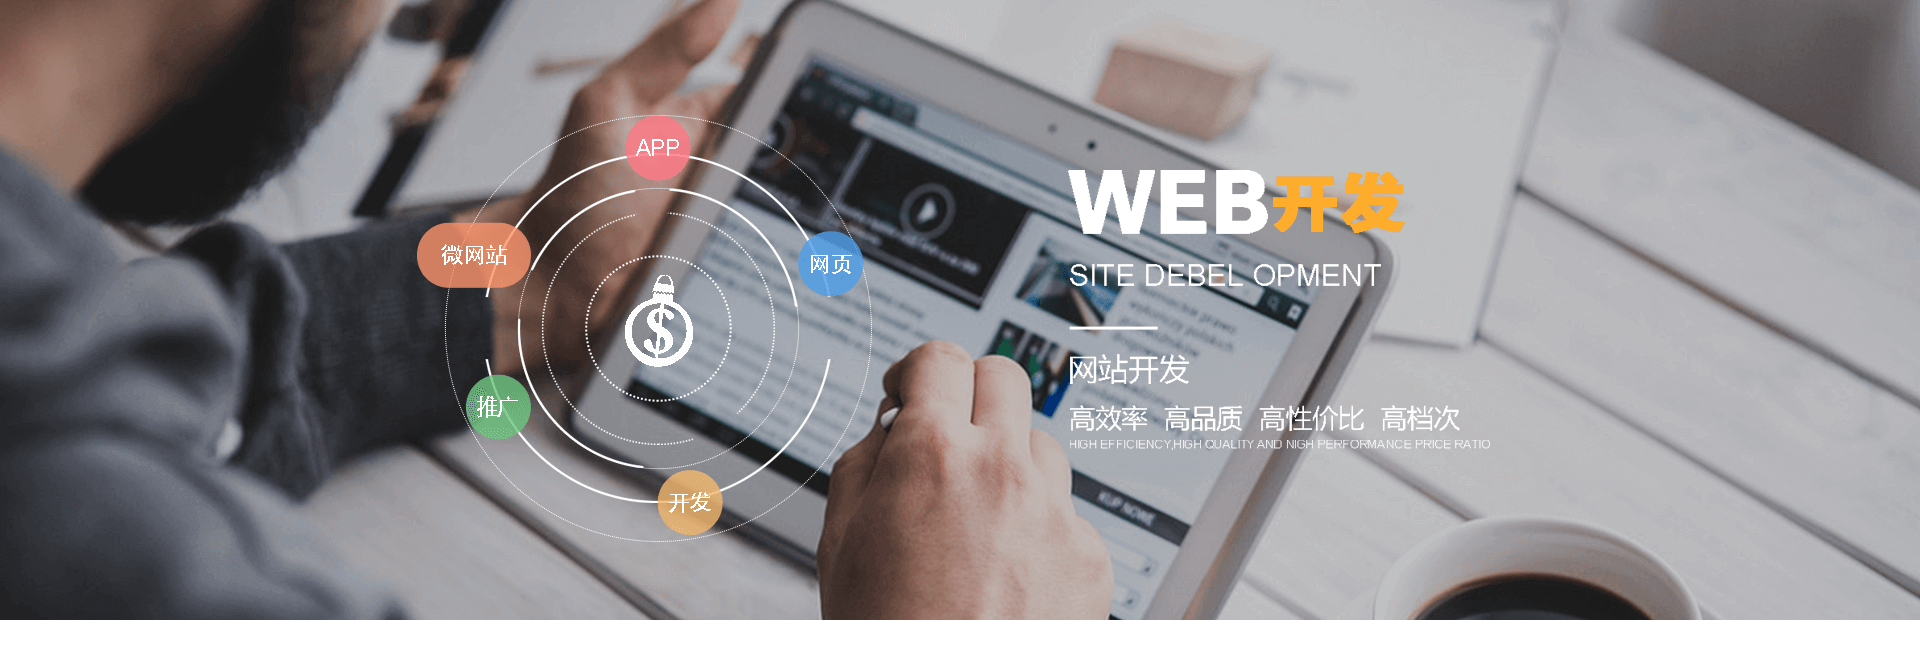 APP
微网站
网页
推广
开发
$
WEB开发
SITE DEBEL OPMENT
网站开发
高效率 高品质 高性价比 高档次
HIGH EFFICIENCY,HIGH QUALITY AND NIGH PERFORMANCE PRICE RATIO
KUP NOWE